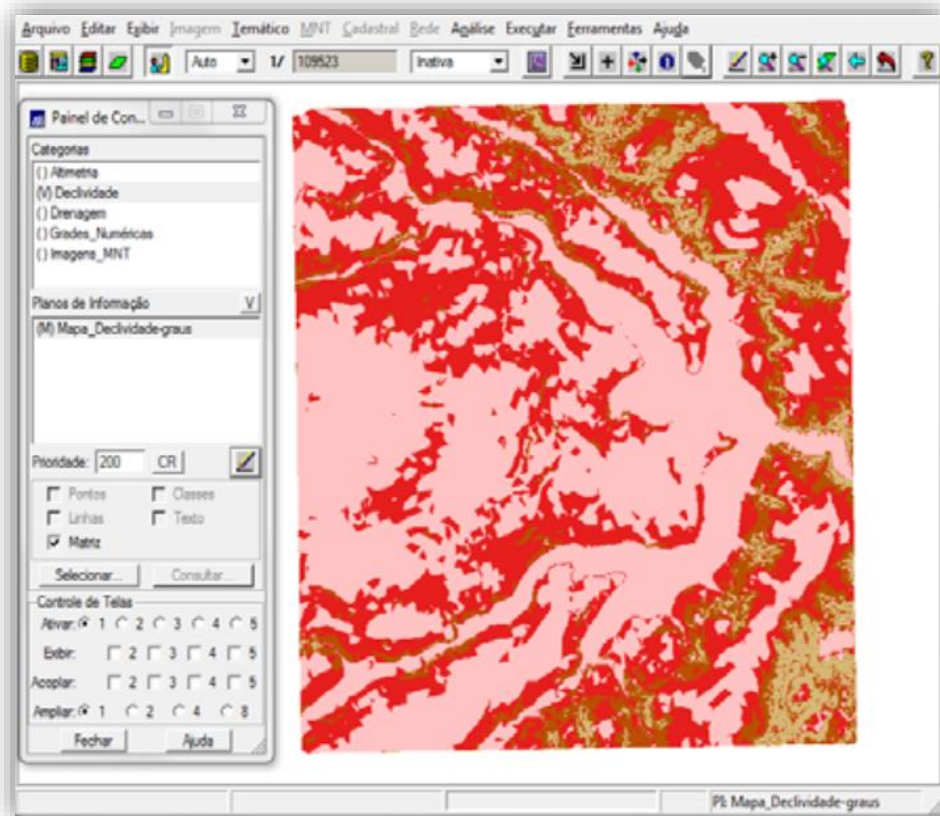 Arquivo Editar Exibir Imagem Temático MNT Cadastral Rede Análise Executar Ferramentas Ajuda
Auto 1/ 109523 Inativa
Painel de Con...
Categorias
() Altimetria
(V) Declividade
() Drenagem
() Grades_Numéricas
() Imagens_MNT
Planos de Informação V
(M) Mapa_Declividade-graus
Prioridade: 200 CR
Pontos Classes
Linhas Texto
Matriz
Selecionar... Consultar...
Controle de Telas
Ativar: 1 2 3 4 5
Exibir: 2 3 4 5
Acoplar: 2 3 4 5
Ampliar: 1 2 4 8
Fechar Ajuda
PI: Mapa_Declividade-graus